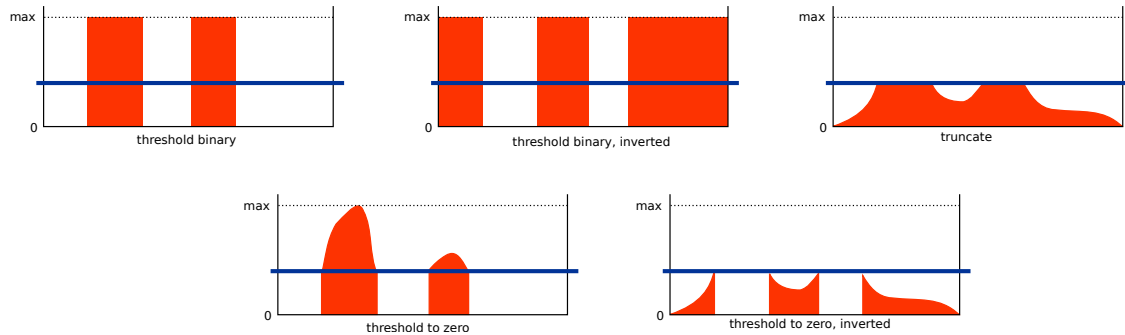 max
0
threshold binary
max
0
threshold binary, inverted
max
0
truncate
max
0
threshold to zero
max
0
threshold to zero, inverted